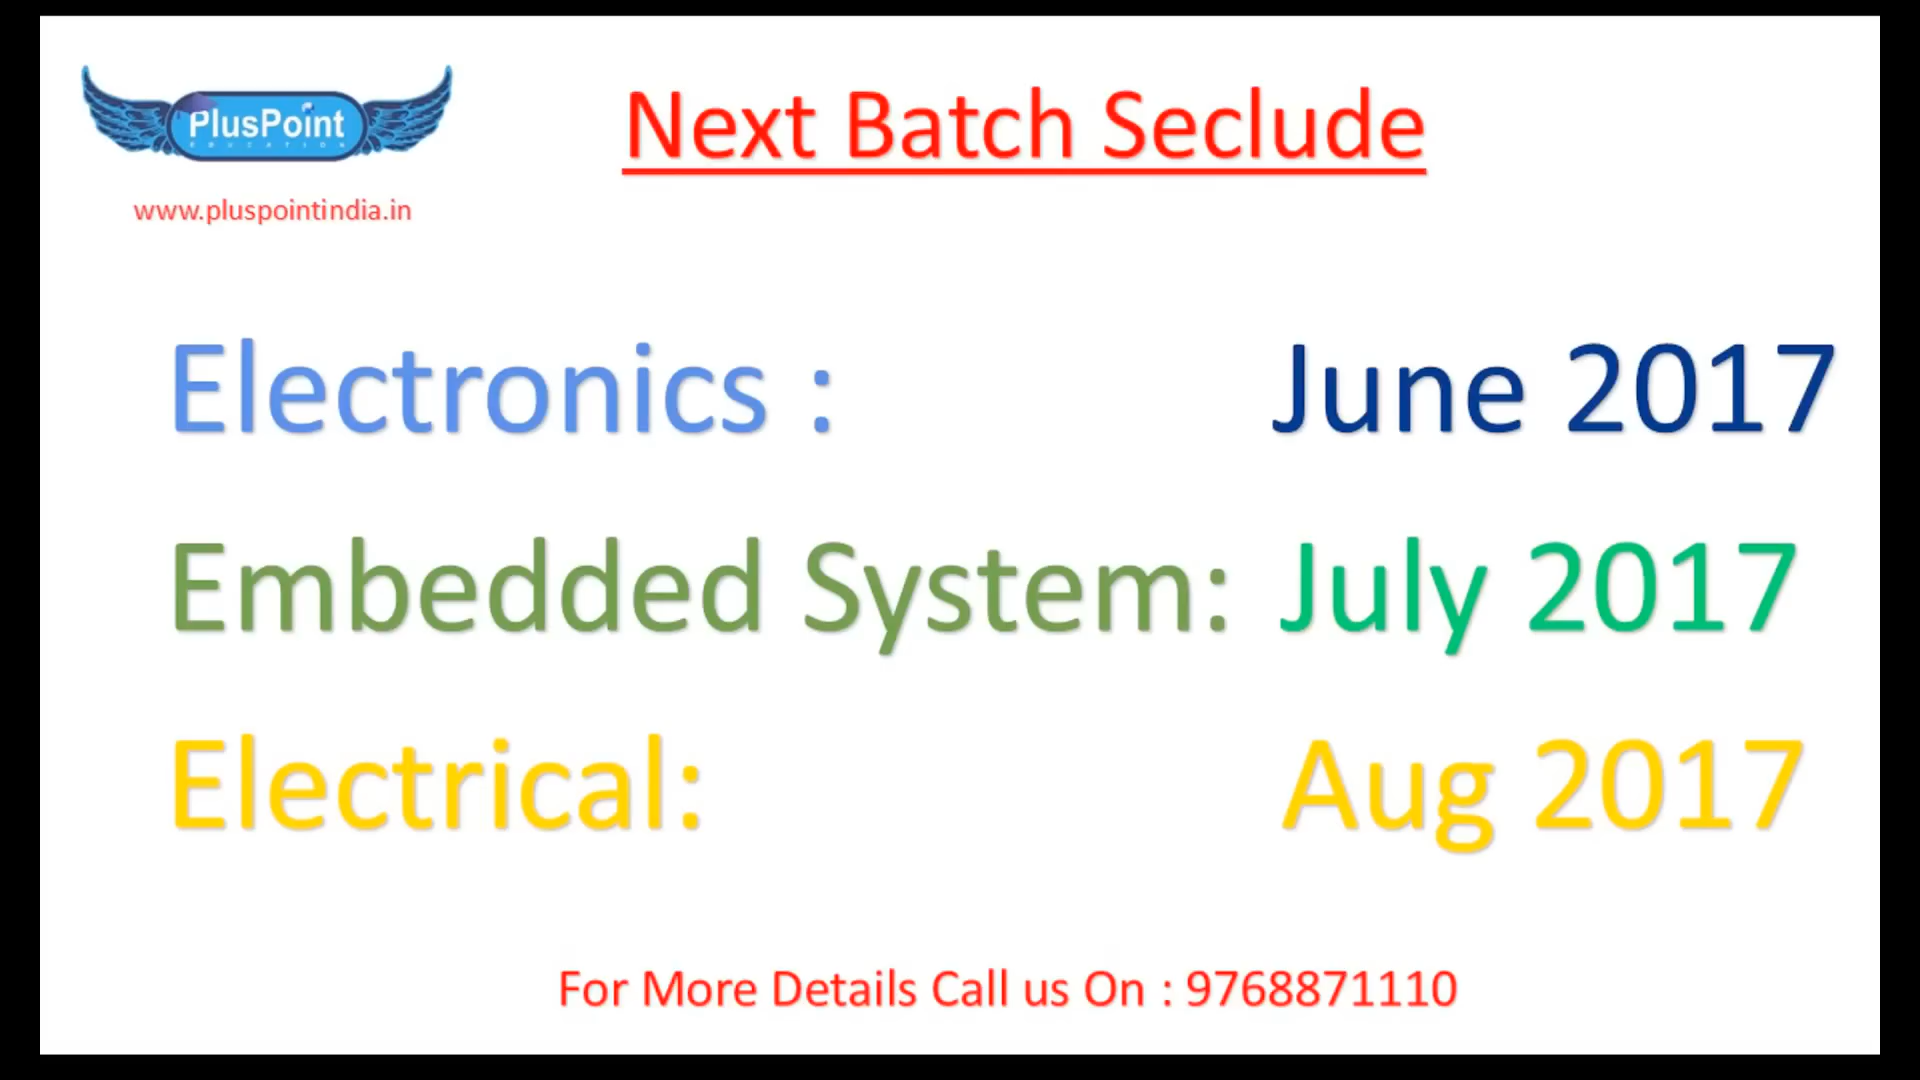 PlusPoint
EDUCATION
www.pluspointindia.in
Next Batch Seclude
Electronics : June 2017
Embedded System: July 2017
Electrical: Aug 2017
For More Details Call us On : 9768871110